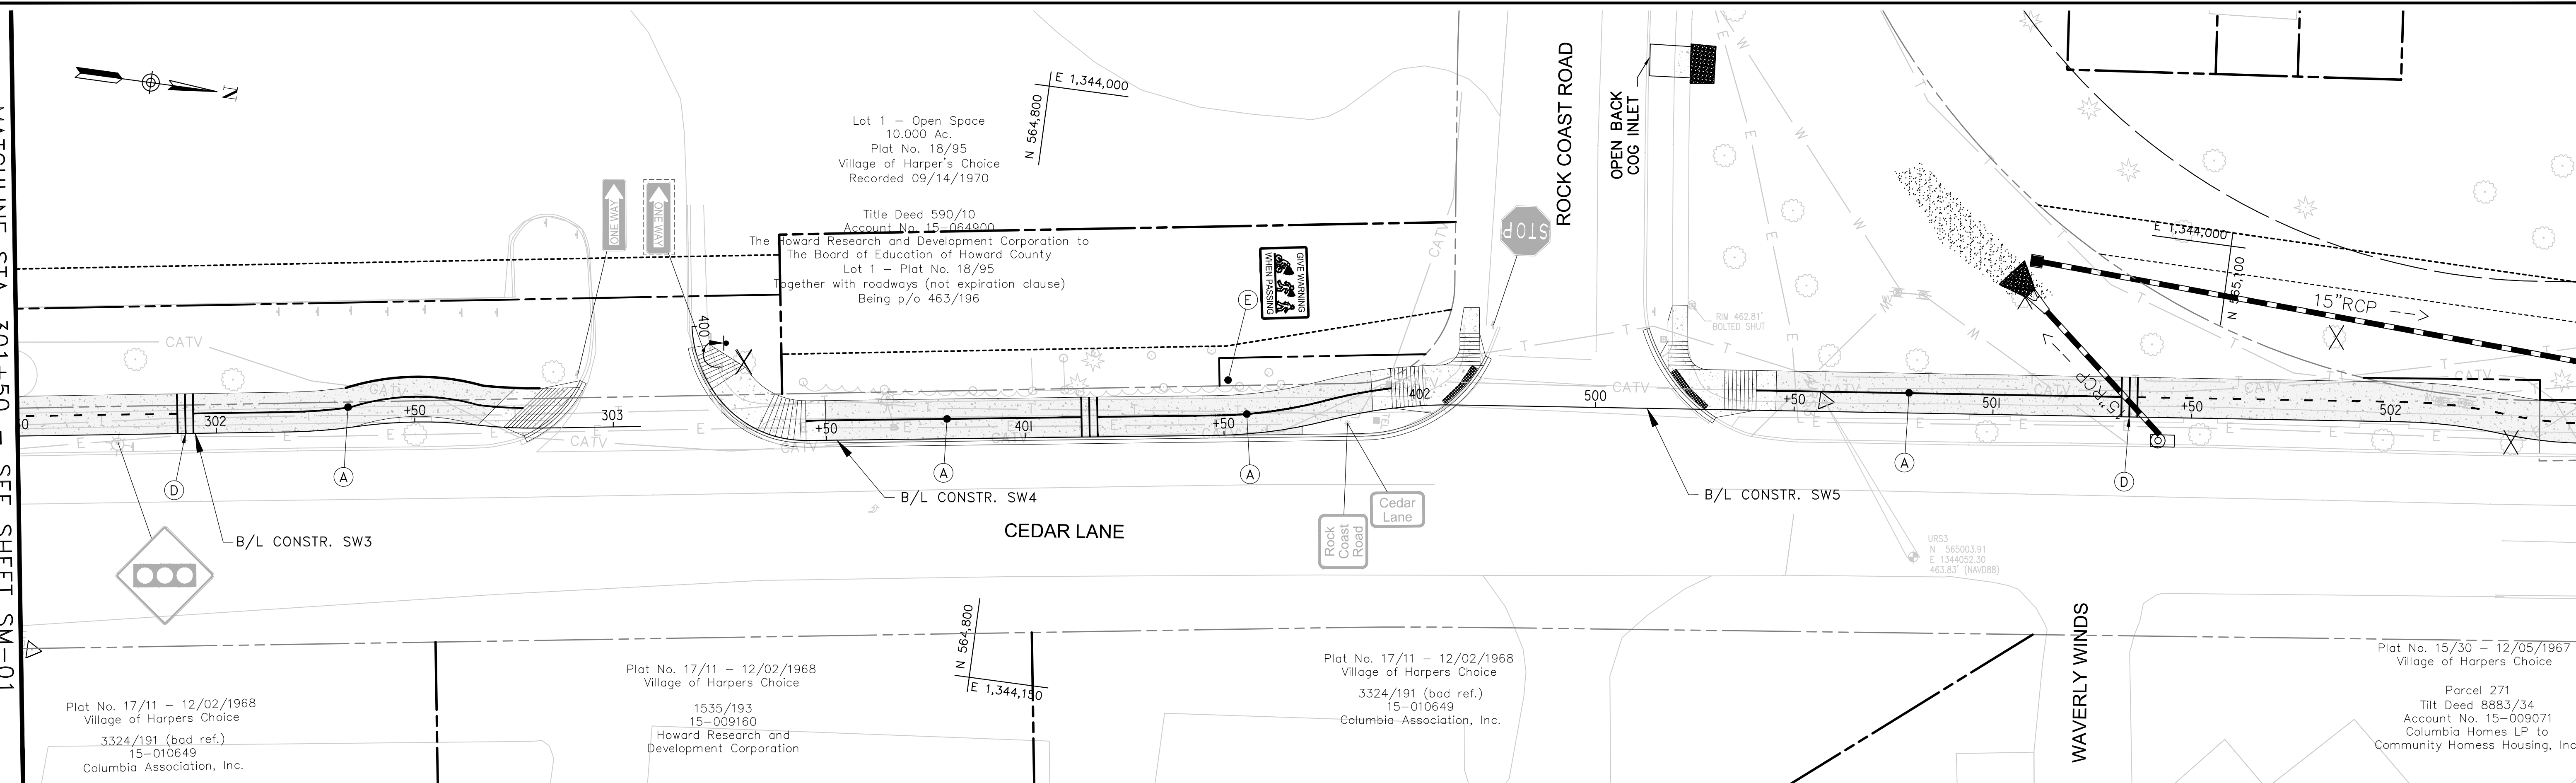 MATCHLINE STA. 301+50 - SEE SHEET SM-01
N
ONE WAY
ONE WAY
Lot 1 - Open Space
10.000 Ac.
Plat No. 18/95
Village of Harper's Choice
Recorded 09/14/1970
Title Deed 590/10
Account No. 15-064900
The Howard Research and Development Corporation to
The Board of Education of Howard County
Lot 1 - Plat No. 18/95
Together with roadways (not expiration clause)
Being p/o 463/196
E 1,344,000
N 564,800
GIVE WARNING
WHEN PASSING
E
STOP
ROCK COAST ROAD
OPEN BACK
COG INLET
RIM 462.81'
BOLTED SHUT
E 1,344,000
N 565,100
15"RCP
15"RCP
CATV
CATV
CATV
CATV
CATV
CATV
CATV
CATV
CATV
CATV
CATV
302
+50
303
400
+50
401
+50
402
500
+50
501
+50
502
D
A
A
A
A
D
B/L CONSTR. SW3
B/L CONSTR. SW4
B/L CONSTR. SW5
CEDAR LANE
Rock
Coast
Road
Cedar
Lane
URS3
N 565003.91
E 1344052.30
463.83' (NAVD88)
N 564,800
E 1,344,150
WAVERLY WINDS
Plat No. 17/11 - 12/02/1968
Village of Harpers Choice
3324/191 (bad ref.)
15-010649
Columbia Association, Inc.
Plat No. 17/11 - 12/02/1968
Village of Harpers Choice
1535/193
15-009160
Howard Research and
Development Corporation
Plat No. 17/11 - 12/02/1968
Village of Harpers Choice
3324/191 (bad ref.)
15-010649
Columbia Association, Inc.
Plat No. 15/30 - 12/05/1967
Village of Harpers Choice
Parcel 271
Tilt Deed 8883/34
Account No. 15-009071
Columbia Homes LP to
Community Homess Housing, Inc